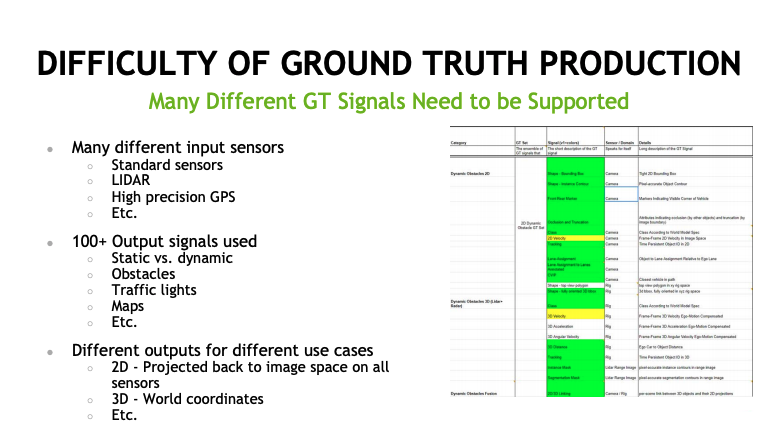 DIFFICULTY OF GROUND TRUTH PRODUCTION
Many Different GT Signals Need to be Supported
Many different input sensors
Standard sensors
LIDAR
High precision GPS
Etc.
100+ Output signals used
Static vs. dynamic
Obstacles
Traffic lights
Maps
Etc.
Different outputs for different use cases
2D - Projected back to image space on all
sensors
3D - World coordinates
Etc.
Category GT Set Signal (v1=colors) Sensor / Domain Details
The ensemble of The short description of the GT Speaks for itself Long description of the GT Signal
GT signals that signal
Dynamic Obstacles 2D Shape - Bounding Box Camera Tight 2D Bounding Box
Shape - Instance Contour Camera Pixel-accurate Object Contour
Camera Markers Indicating Visible Corner of Vehicle
2D Dynamic
Obstacle GT Set
Occlusion and Truncation Attributes indicating occlusion (by other objects) and truncation (by
image boundary)
Class Camera Class According to World Model Spec
2D Velocity Camera Frame-Frame 2D Velocity in Image Space
Tracking Camera Time Persistent Object ID in 2D
Lane Assignment Camera Object to Lane Assignment Relative to Ego Lane
Camera
CIPV Camera Closest vehicle in path
Shape - top view polygon Rig top view polygon in xy rig space
Rig 3d bbox, fully oriented in xyz rig space
Dynamic Obstacles 3D (Lidar+
Radar)
Class Rig Class According to World Model Spec
3D Velocity Rig Frame-Frame 3D Velocity Ego-Motion Compensated
3D Acceleration Rig Frame-Frame 3D Acceleration Ego-Motion Compensated
3D Angular Velocity Rig Frame-Frame 3D Angular Velocity Ego-Motion Compensated
3D Distance Rig Ego Car to Object Distance
Tracking Rig Time Persistent Object ID in 3D
Instance Mask Lidar Range Image pixel-accurate instance contours in range image
Segmentation Mask Lidar Range Image pixel-accurate segmentation contours in range image
Dynamic Obstacles Fusion 2D/3D Linking Camera / Rig per-scene link between 3D objects and their 2D projections